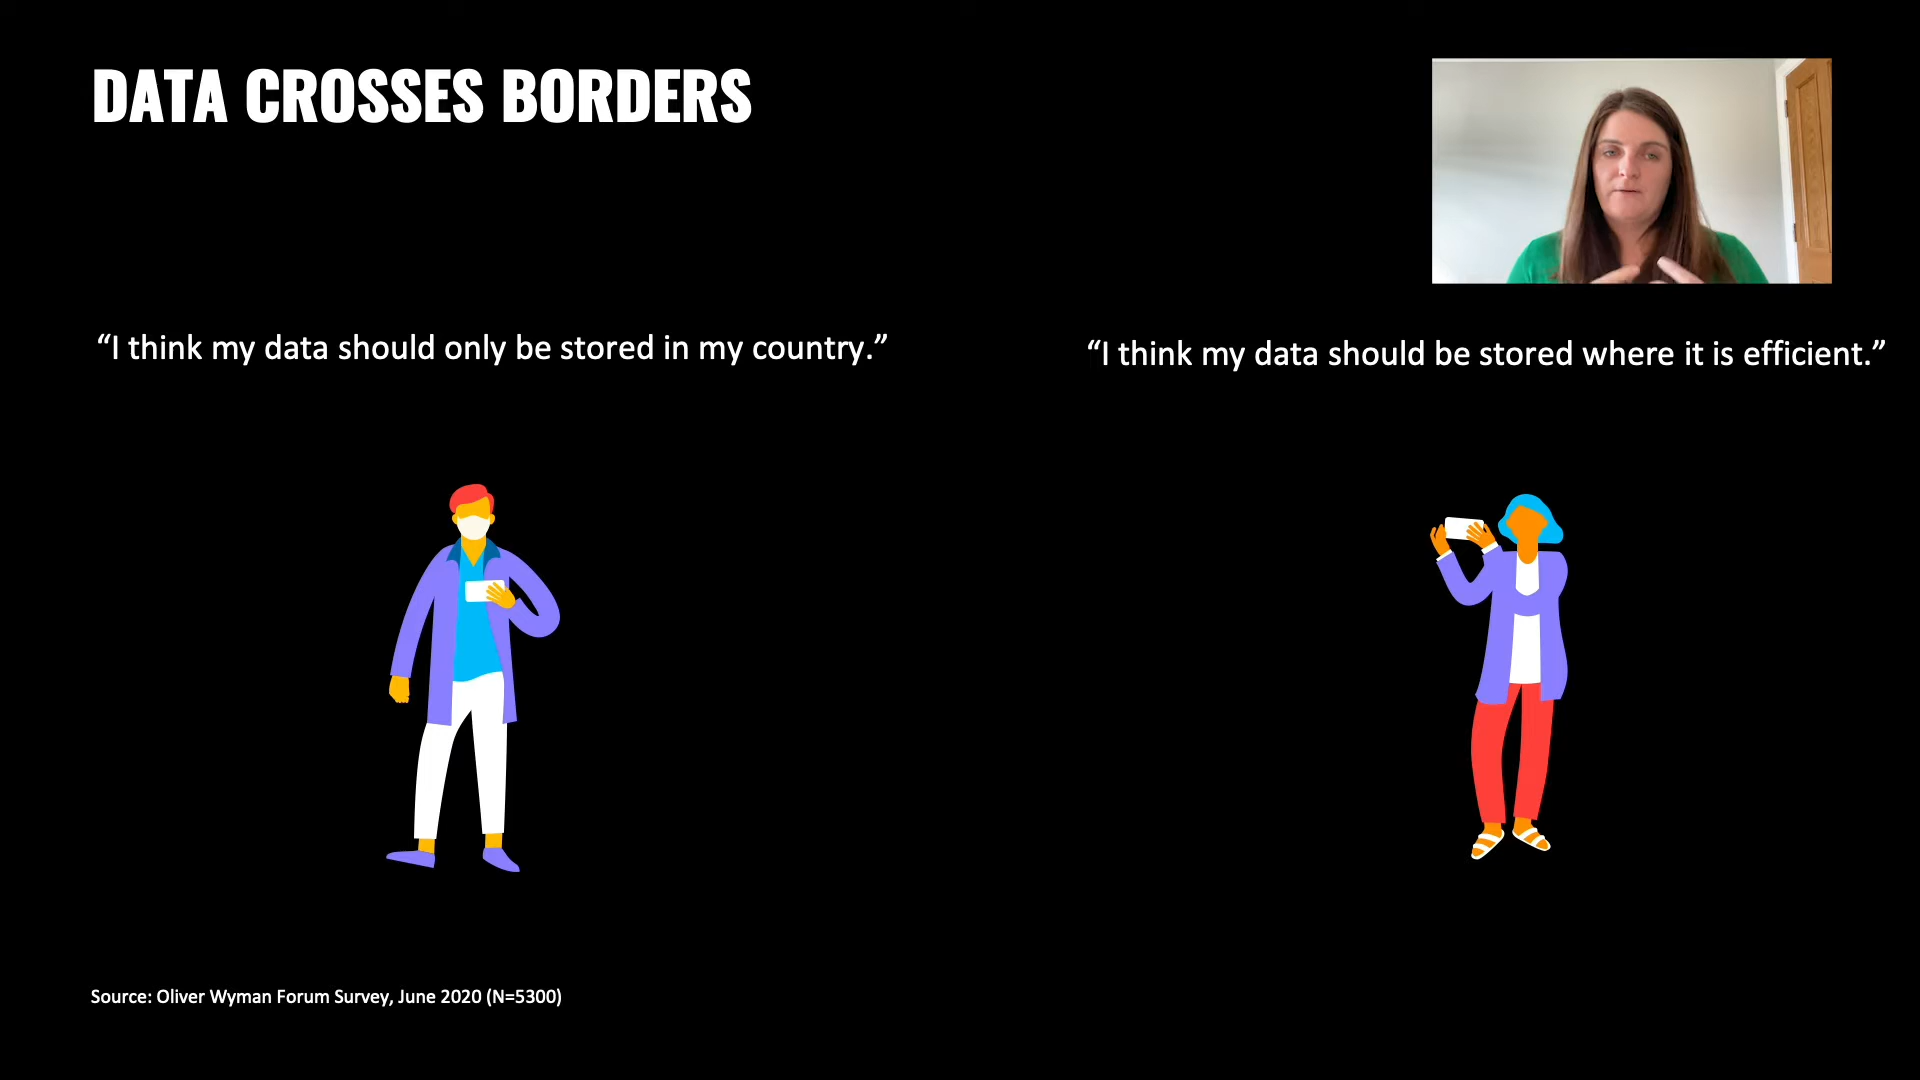 DATA CROSSES BORDERS
“I think my data should only be stored in my country.”
“I think my data should be stored where it is efficient.”
Source: Oliver Wyman Forum Survey, June 2020 (N=5300)